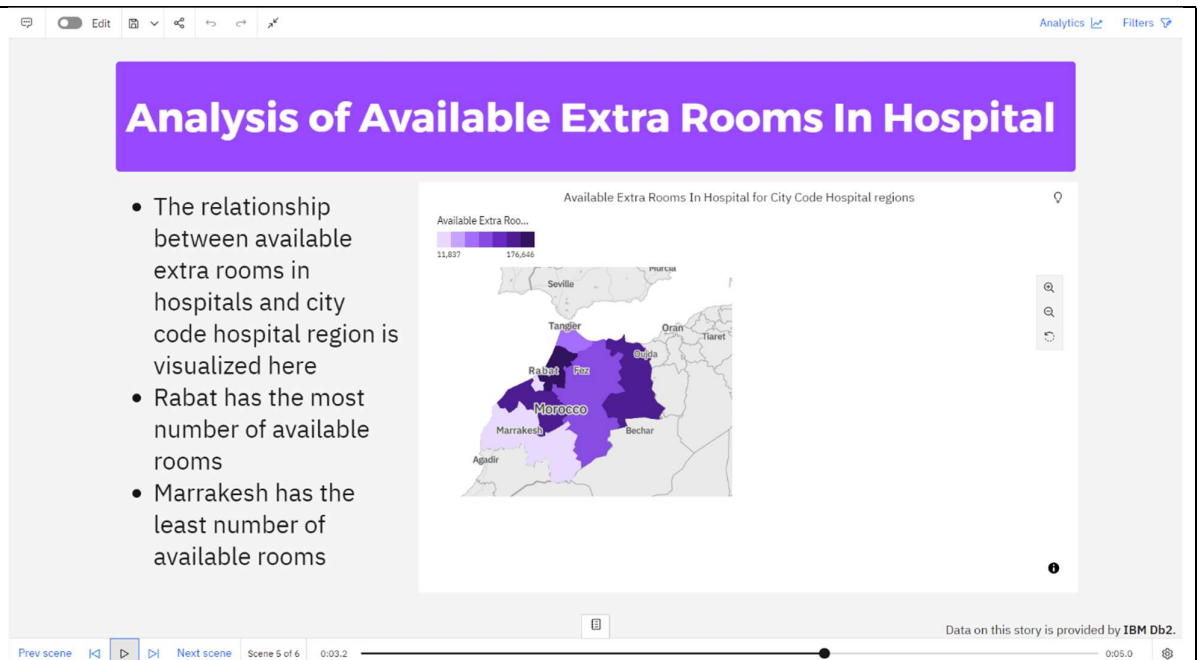 Edit
Analytics
Filters
Analysis of Available Extra Rooms In Hospital
• The relationship
between available
extra rooms in
hospitals and city
code hospital region is
visualized here
• Rabat has the most
number of available
rooms
• Marrakesh has the
least number of
available rooms
Available Extra Rooms In Hospital for City Code Hospital regions
Available Extra Roo...
11,837 176,646
Murcia
Seville
Tangier
Oran
Tiaret
Oujda
Rabat Fez
Morocco
Marrakesh
Bechar
Agadir
Data on this story is provided by IBM Db2.
Prev scene Next scene Scene 5 of 6 0:03.2 0:05.0